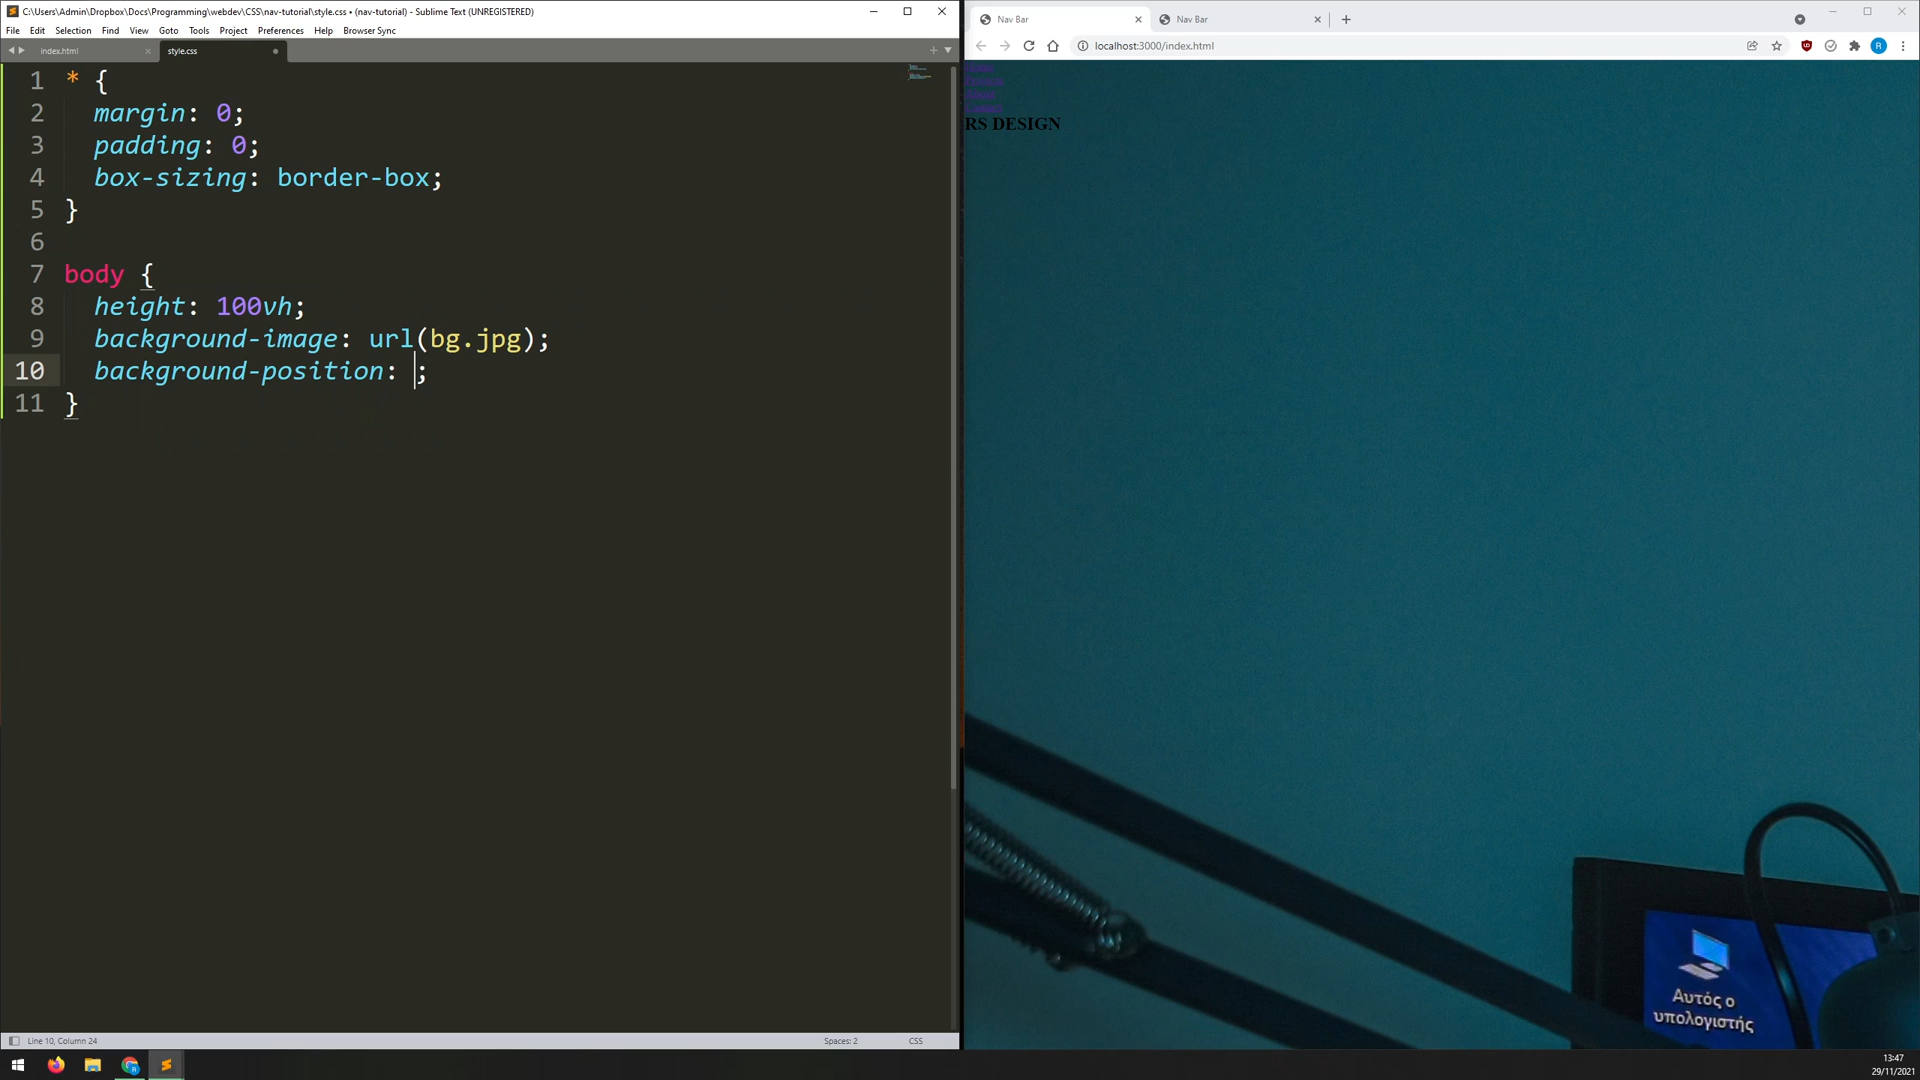 C:\Users\Admin\Dropbox\Docs\Programming\webdev\CSS\nav-tutorial\style.css • (nav-tutorial) - Sublime Text (UNREGISTERED)
File Edit Selection View Goto Tools Project Preferences Help Browser Sync
index.html style.css
1 * {
2 margin: 0;
3 padding: 0;
4 box-sizing: border-box;
5 }
6
7 body {
8 height: 100vh;
9 background-image: url(bg.jpg);
10 background-position: ;
11 }
Line 10, Column 24 Spaces: 2 CSS
Nav Bar Nav Bar
localhost:3000/index.html
R
Home
Products
About
Contact
RS DESIGN
Αυτός ο
υπολογιστής
13:47
29/11/2021